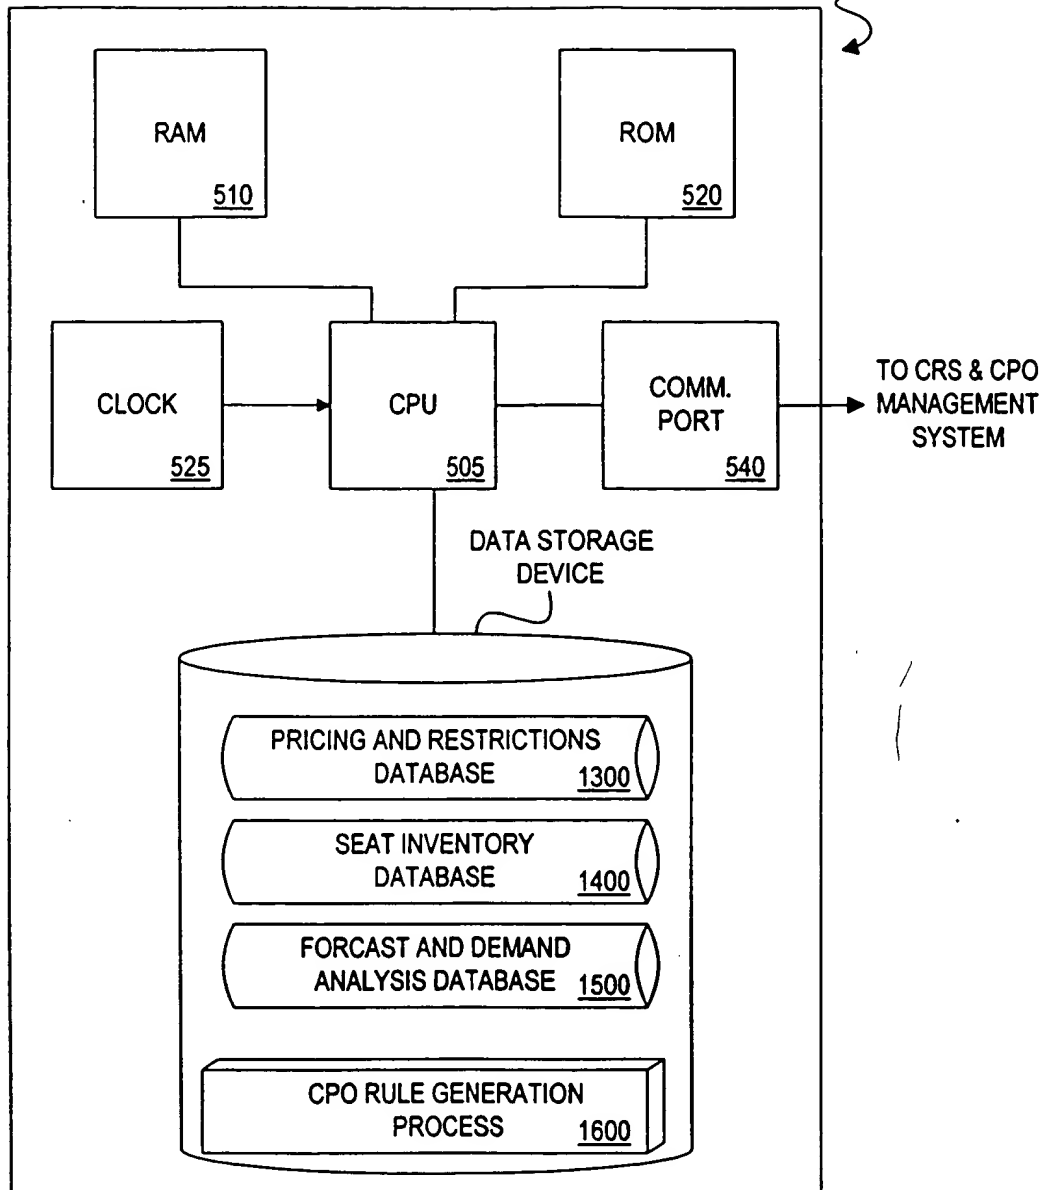 RAM
510
ROM
520
CLOCK
525
CPU
505
COMM.
PORT
540
TO CRS & CPO
MANAGEMENT
SYSTEM
DATA STORAGE
DEVICE
PRICING AND RESTRICTIONS
DATABASE 1300
SEAT INVENTORY
DATABASE 1400
FORCAST AND DEMAND
ANALYSIS DATABASE 1500
CPO RULE GENERATION
PROCESS 1600